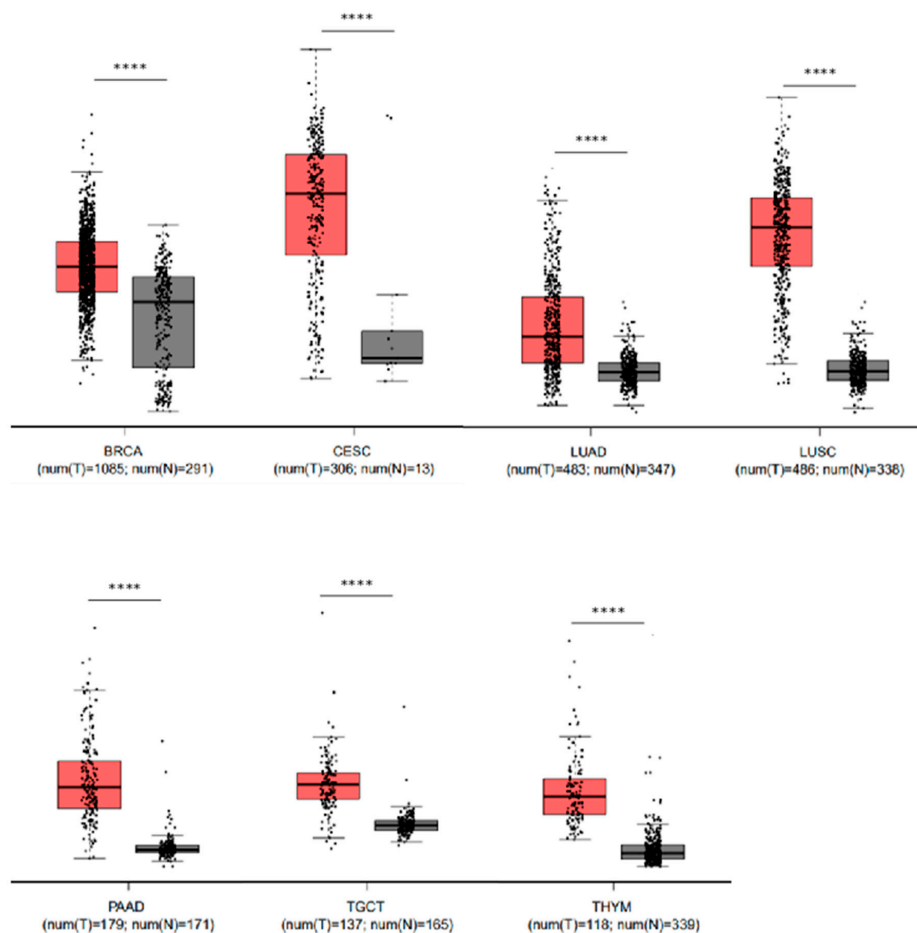 ****
****
****
****
BRCA
(num(T)=1085; num(N)=291)
CESC
(num(T)=306; num(N)=13)
LUAD
(num(T)=483; num(N)=347)
LUSC
(num(T)=486; num(N)=338)
****
****
****
PAAD
(num(T)=179; num(N)=171)
TGCT
(num(T)=137; num(N)=165)
THYM
(num(T)=118; num(N)=339)